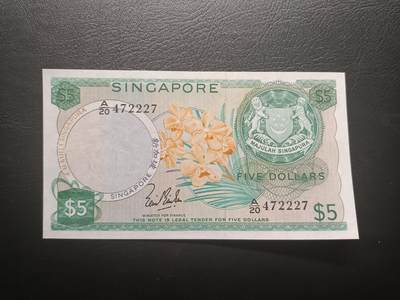 SINGAPORE
$5
$5
A/20 472227
MAJULAH SINGAPURA
SINGAPORE
FIVE DOLLARS
A/20 472227
MINISTER FOR FINANCE
THIS NOTE IS LEGAL TENDER FOR FIVE DOLLARS
$5
$5